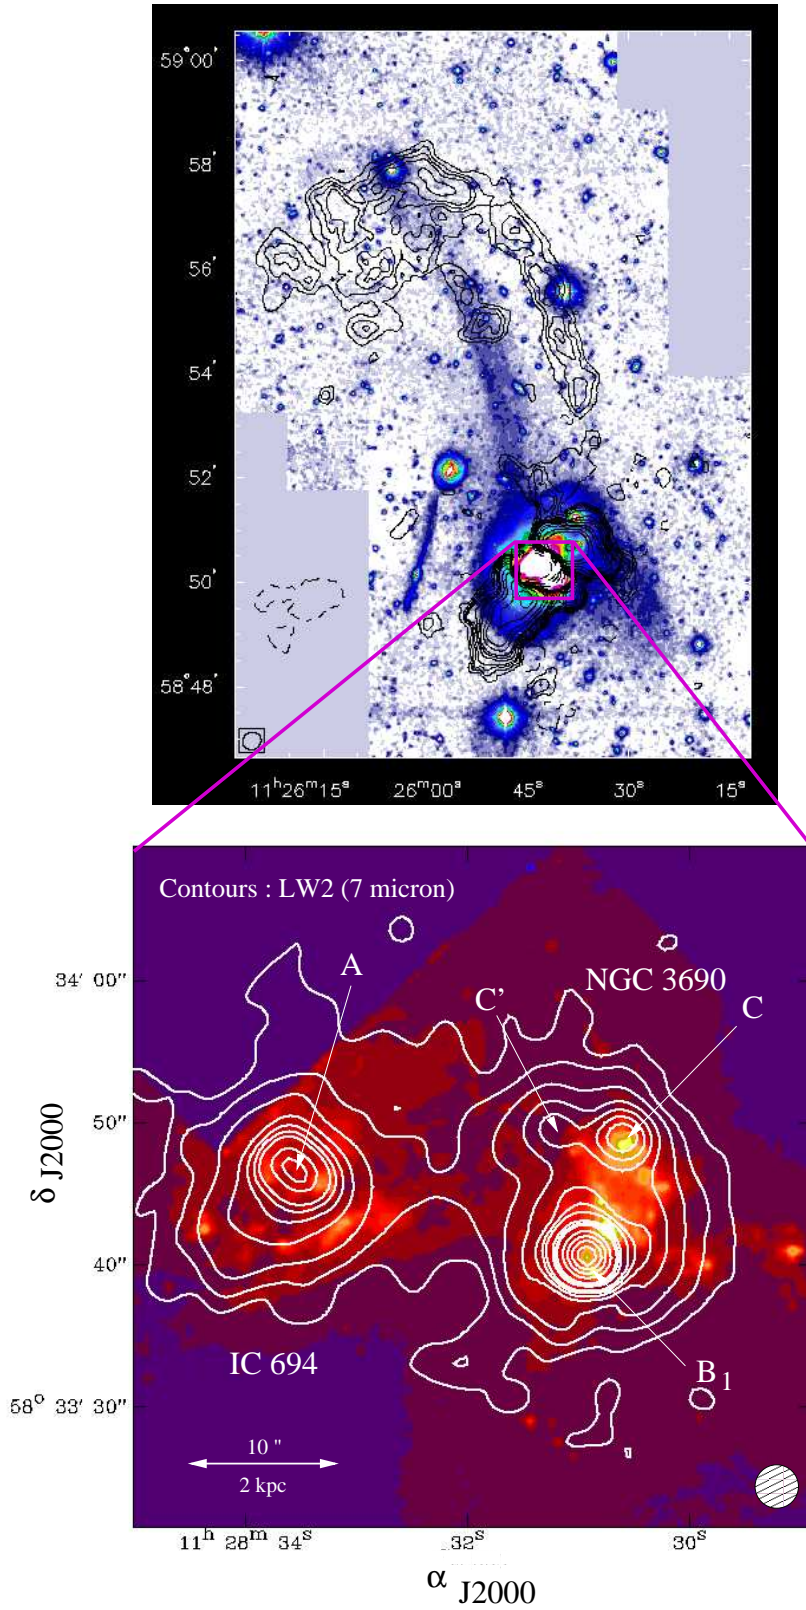 59°00'
58'
56'
54'
52'
50'
58°48'
11h26m15s 26m00s 45s 30s 15s
Contours : LW2 (7 micron)
A
NGC 3690
C'
C
34' 00"
50"
40"
58° 33' 30"
δ J2000
IC 694
B1
10 "
2 kpc
11h 28m 34s 32s 30s
α J2000